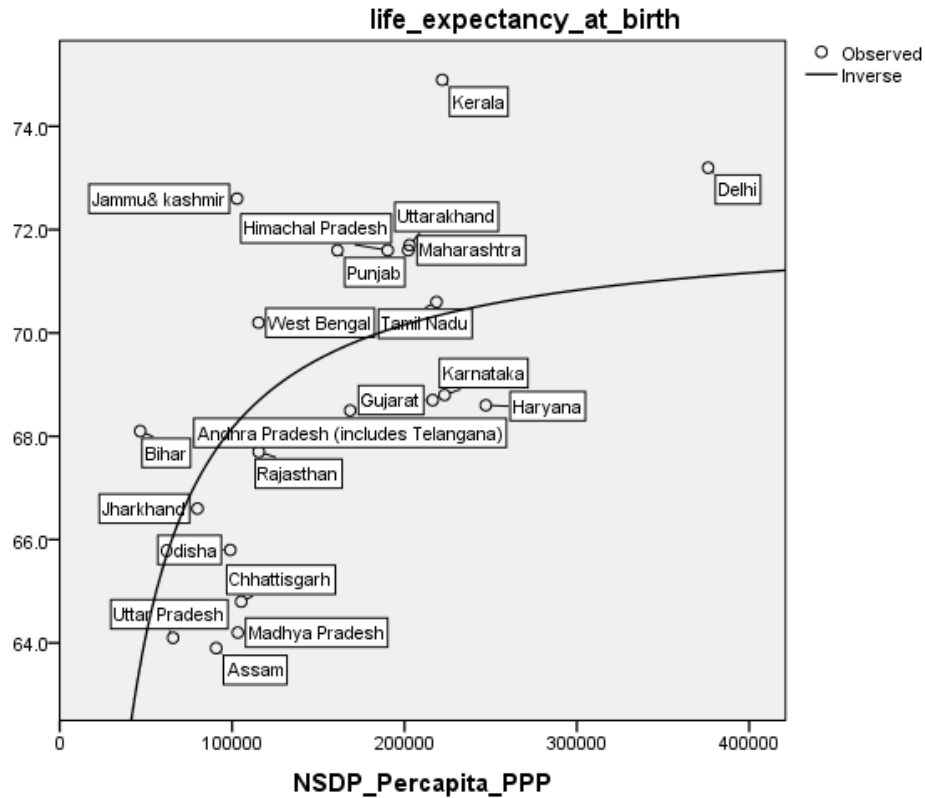 life_expectancy_at_birth
Observed
Inverse
Kerala
74.0
Delhi
Jammu& kashmir
Uttarakhand
Himachal Pradesh
72.0
Maharashtra
Punjab
70.0
West Bengal
Tamil Nadu
Karnataka
Gujarat
Haryana
68.0
Andhra Pradesh (includes Telangana)
Bihar
Rajasthan
Jharkhand
66.0
Odisha
Chhattisgarh
Uttar Pradesh
64.0
Madhya Pradesh
Assam
0
100000
200000
300000
400000
NSDP_Percapita_PPP